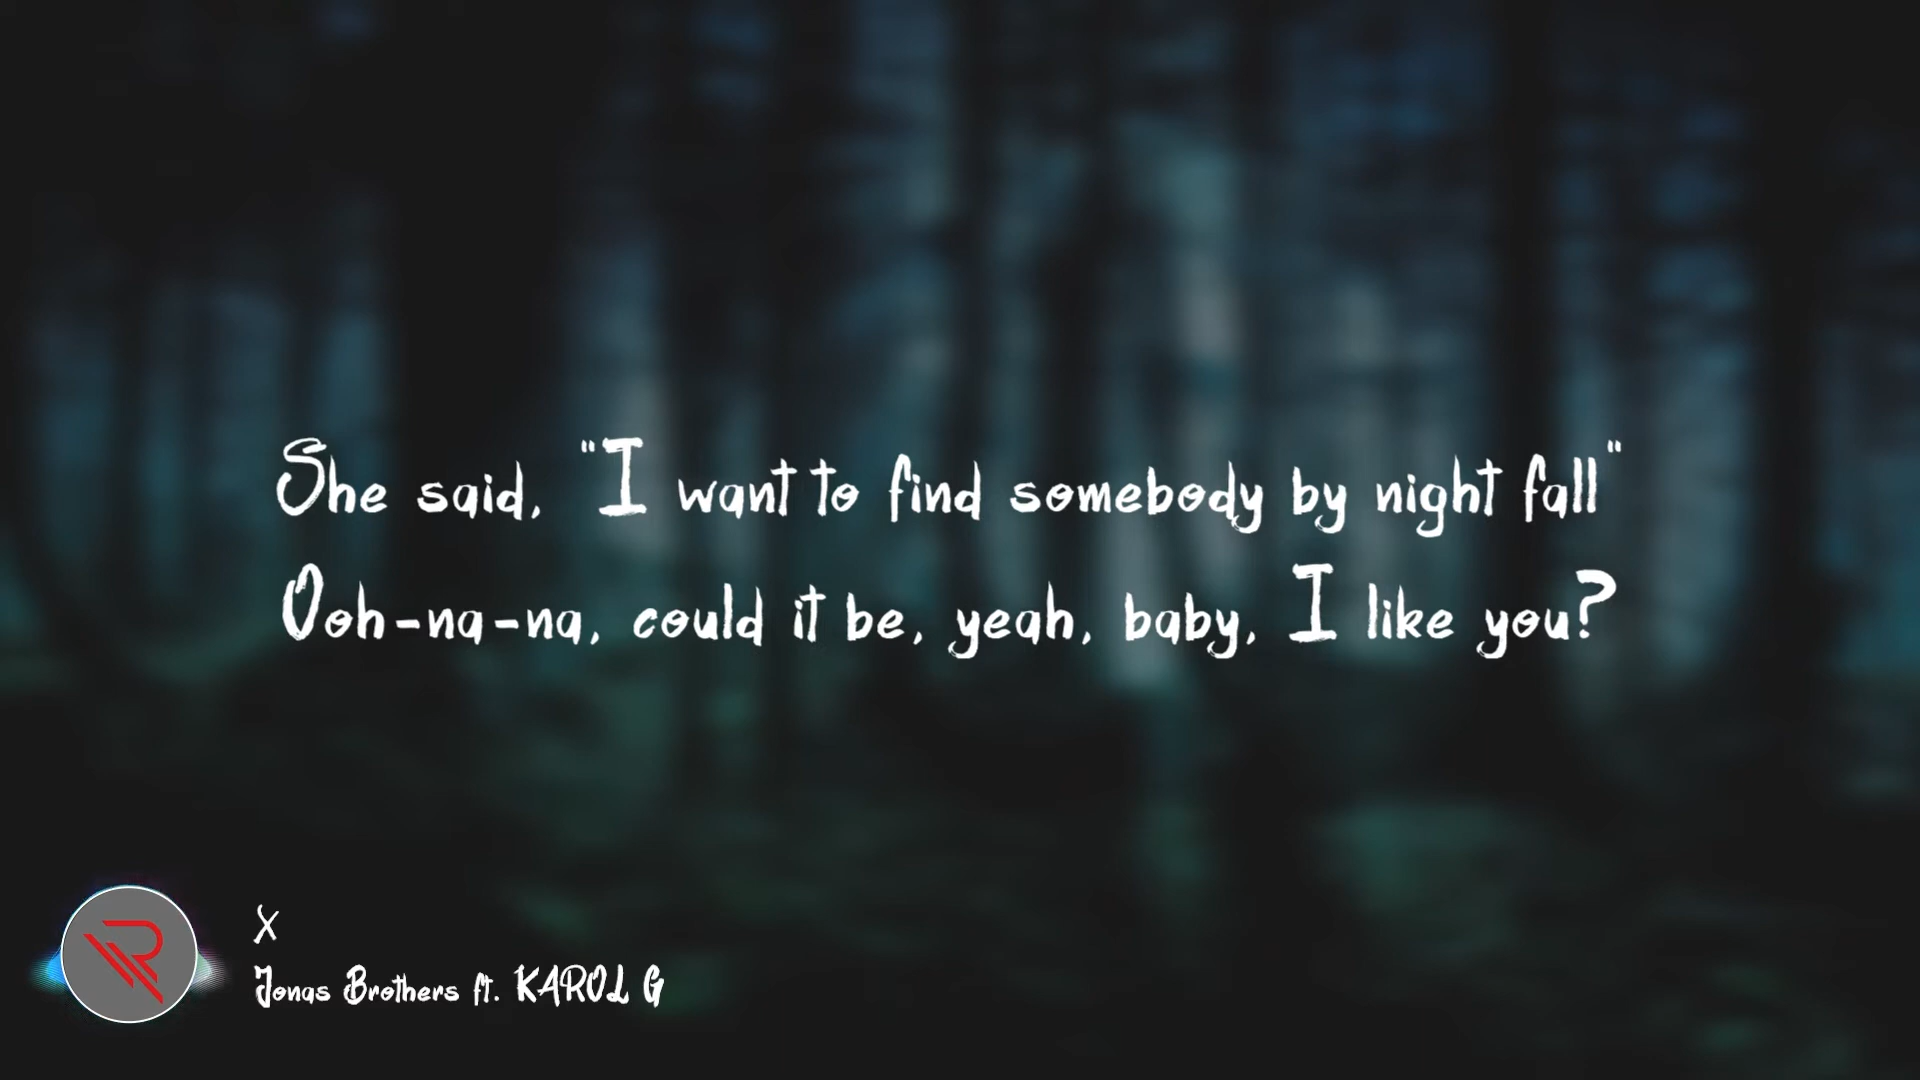 She said, "I want to find somebody by night fall"
Ooh-na-na, could it be, yeah, baby, I like you?
X
Jonas Brothers ft. KAROL G